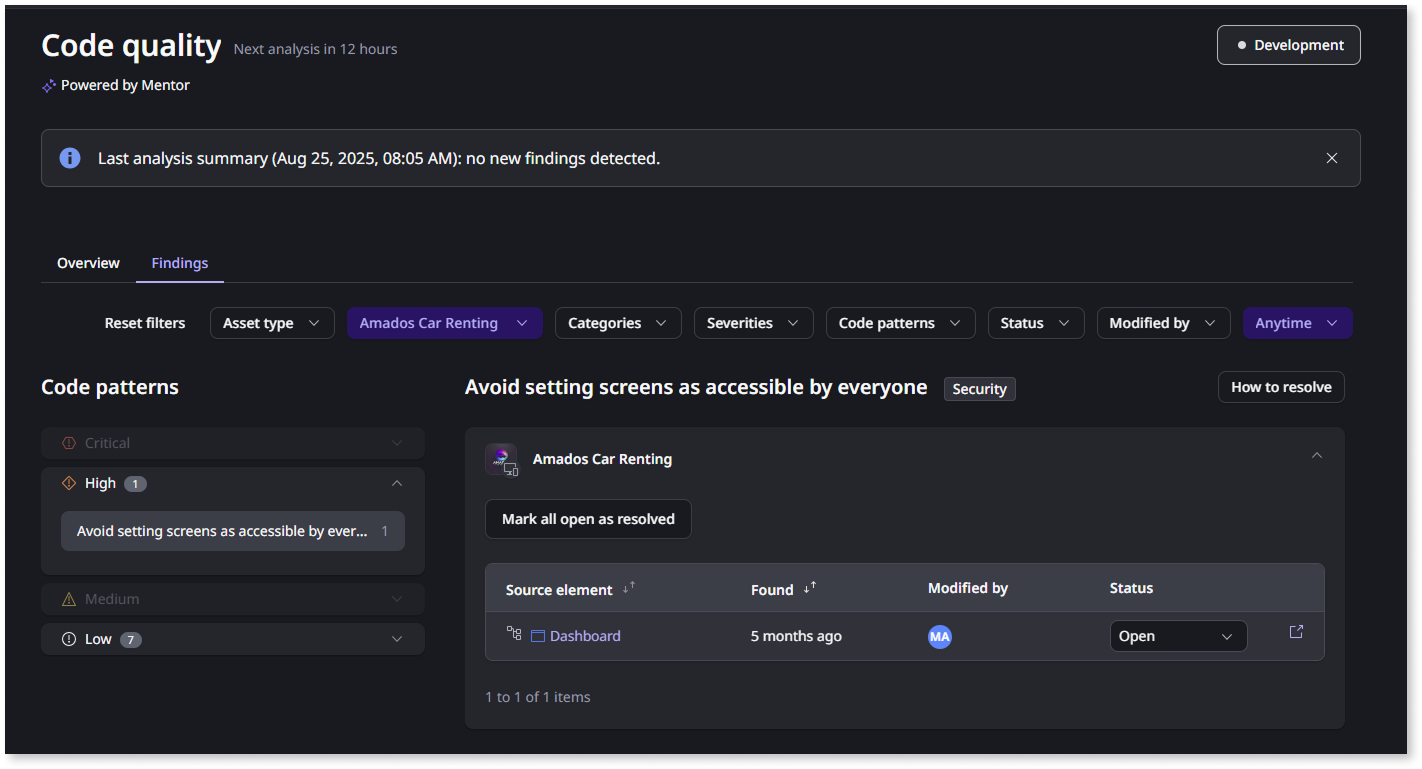 Code quality Next analysis in 12 hours
Development
Powered by Mentor
Last analysis summary (Aug 25, 2025, 08:05 AM): no new findings detected.
Overview Findings
Reset filters Asset type Amados Car Renting Categories Severities Code patterns Status Modified by Anytime
Code patterns
Critical
High 1
Avoid setting screens as accessible by ever... 1
Medium
Low 7
Avoid setting screens as accessible by everyone Security How to resolve
Amados Car Renting
Mark all open as resolved
Source element Found Modified by Status
Dashboard 5 months ago MA Open
1 to 1 of 1 items